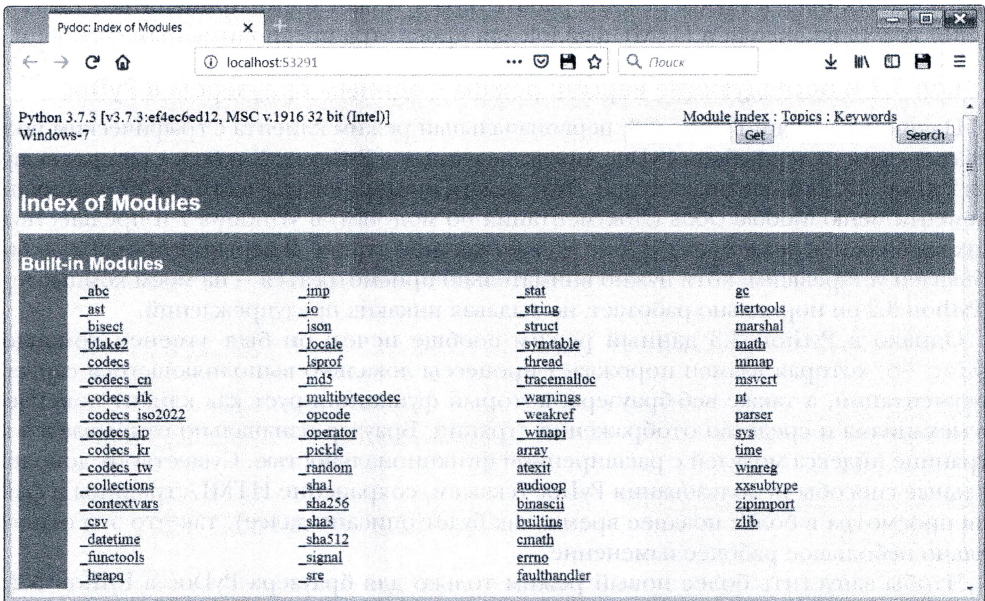 Pydoc: Index of Modules
localhost:53291
Поиск
Python 3.7.3 [v3.7.3:ef4ec6ed12, MSC v.1916 32 bit (Intel)]
Windows-7
Module Index : Topics : Keywords
Get
Search
Index of Modules
Built-in Modules
_abc _imp _stat gc
_ast _io _string itertools
_bisect _json _struct marshal
_blake2 _locale _symtable math
_codecs _lsprof _thread mmap
_codecs_cn _md5 _tracemalloc msvcrt
_codecs_hk _multibytecodec _warnings nt
_codecs_iso2022 _opcode _weakref parser
_codecs_jp _operator _winapi sys
_codecs_kr _pickle array time
_codecs_tw _random atexit winreg
_collections _sha1 audioop xxsubtype
_contextvars _sha256 binascii zipimport
_csv _sha3 builtins zlib
_datetime _sha512 cmath
_functools _signal errno
_heapq _sre faulthandler